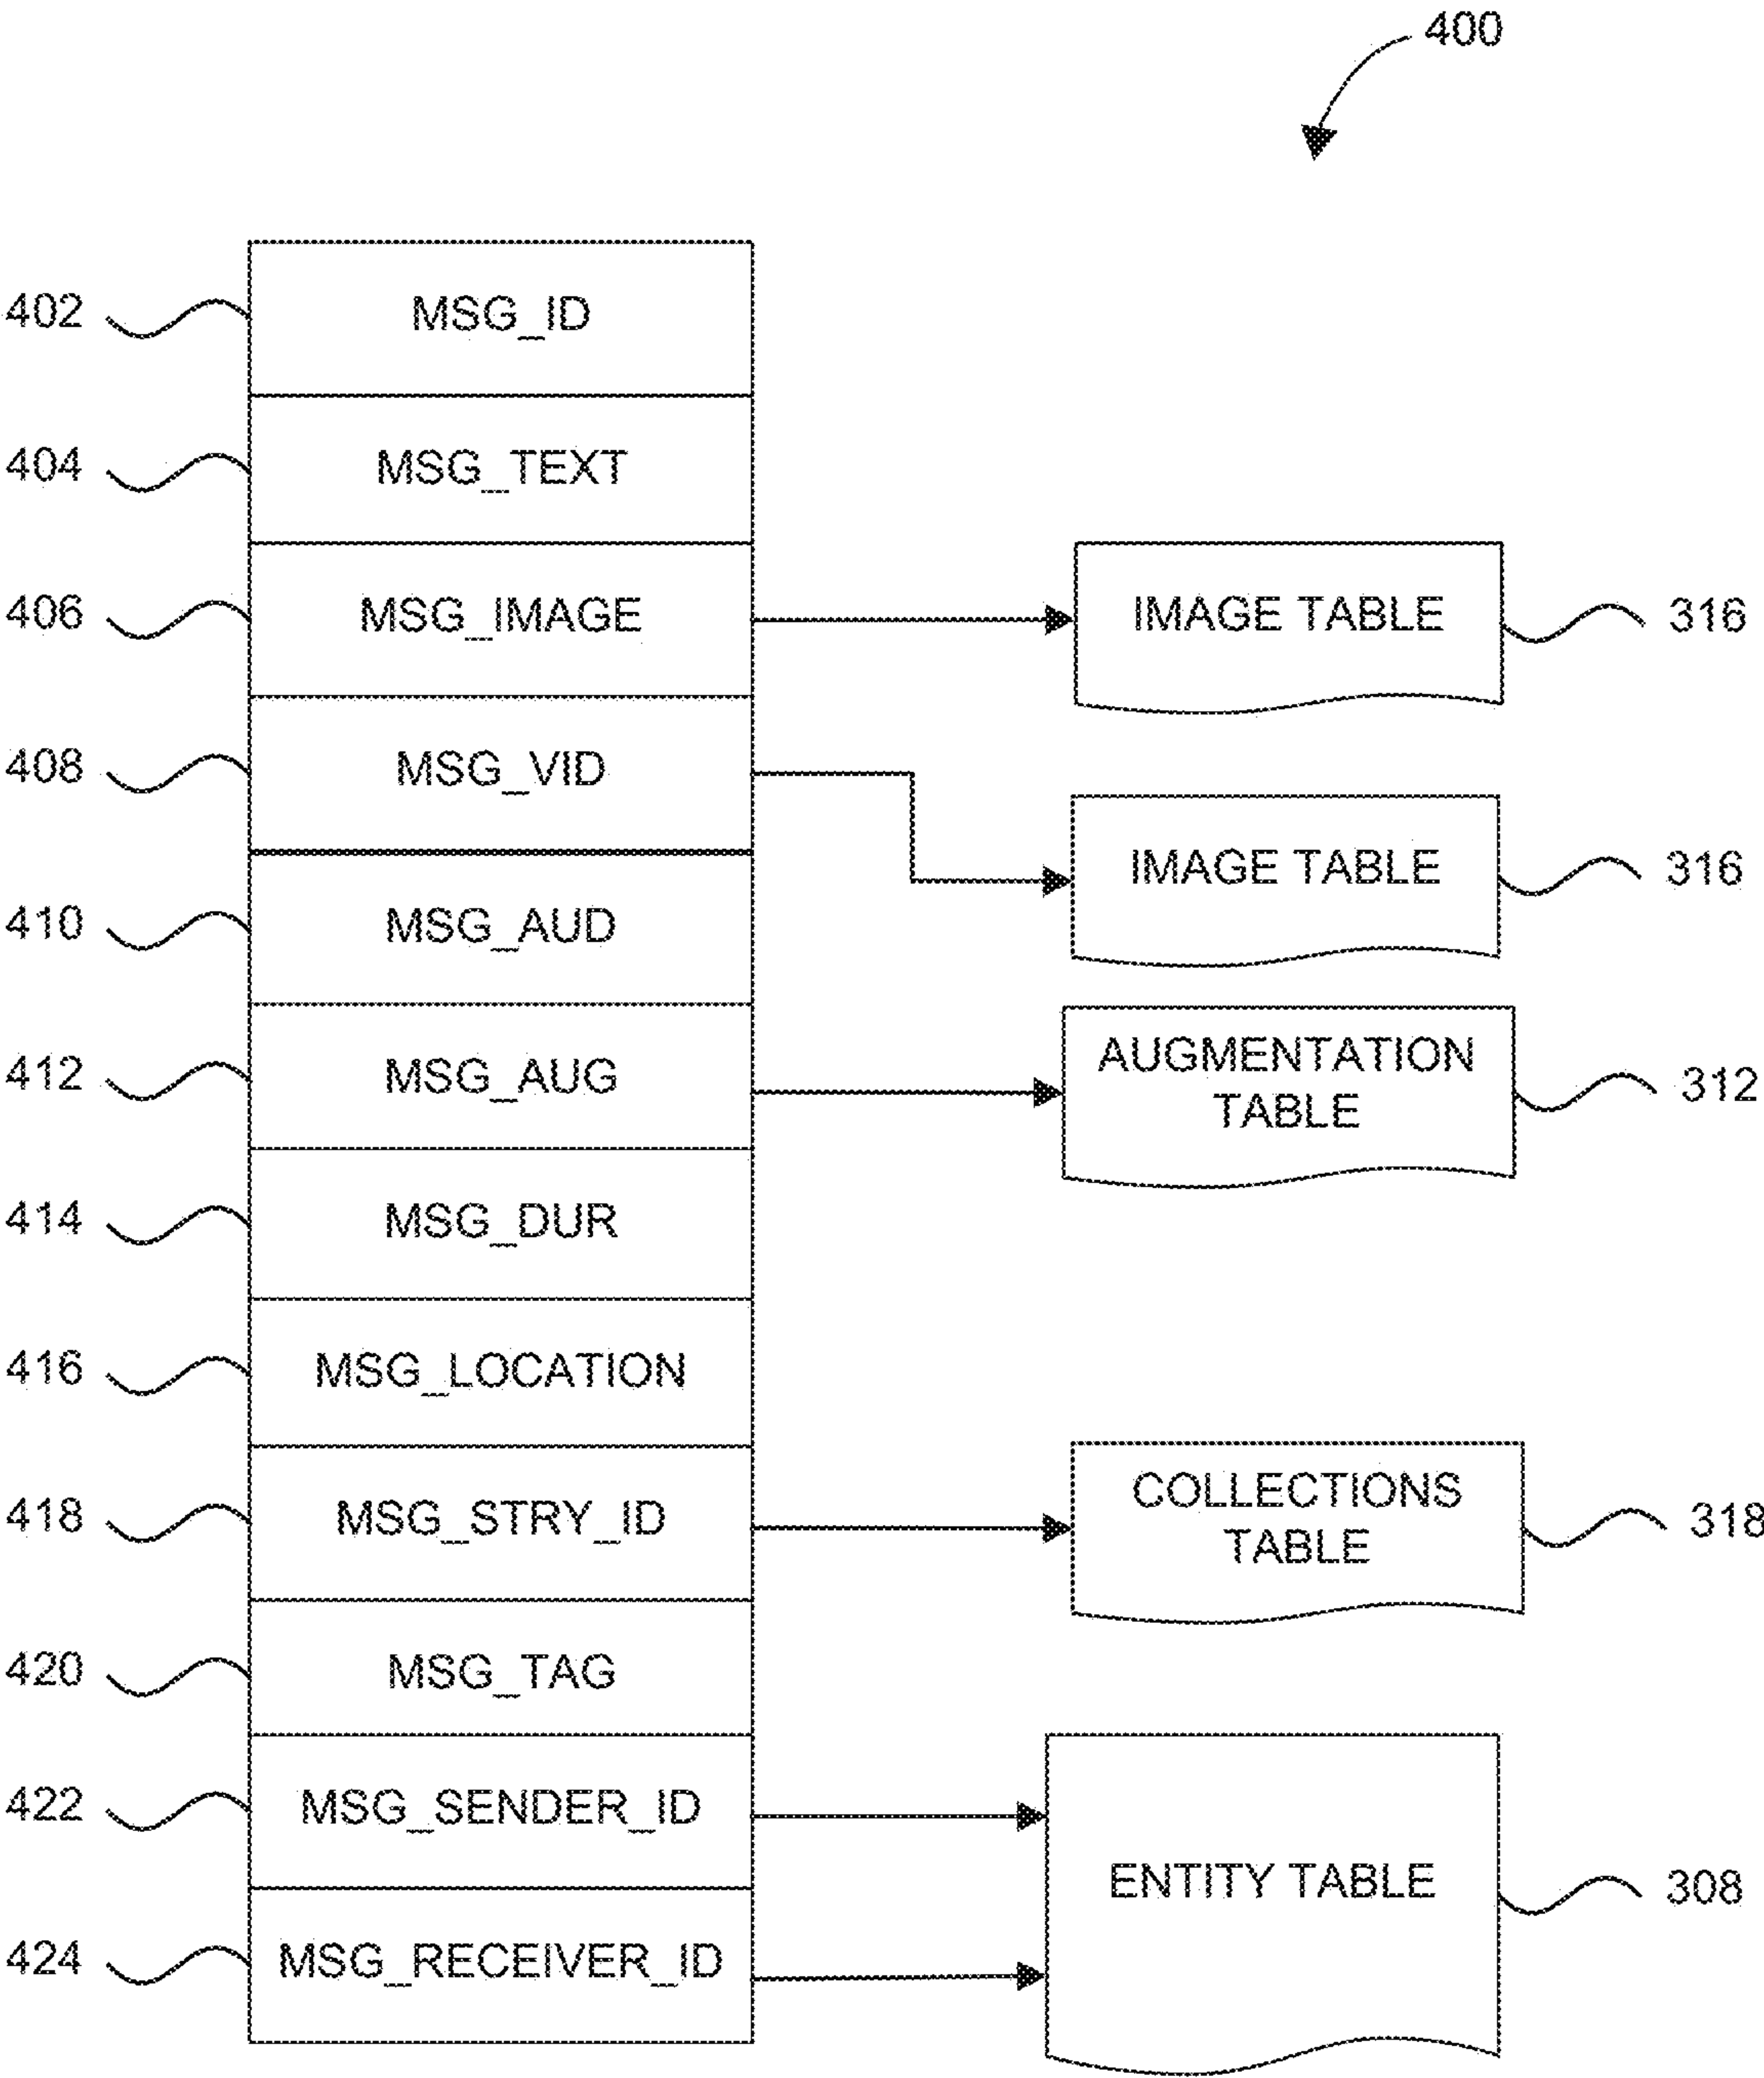 400
402 MSG_ID
404 MSG_TEXT
406 MSG_IMAGE IMAGE TABLE 316
408 MSG_VID
IMAGE TABLE 316
410 MSG_AUD
412 MSG_AUG AUGMENTATION TABLE 312
414 MSG_DUR
416 MSG_LOCATION
418 MSG_STRY_ID COLLECTIONS TABLE 318
420 MSG_TAG
422 MSG_SENDER_ID
ENTITY TABLE 308
424 MSG_RECEIVER_ID